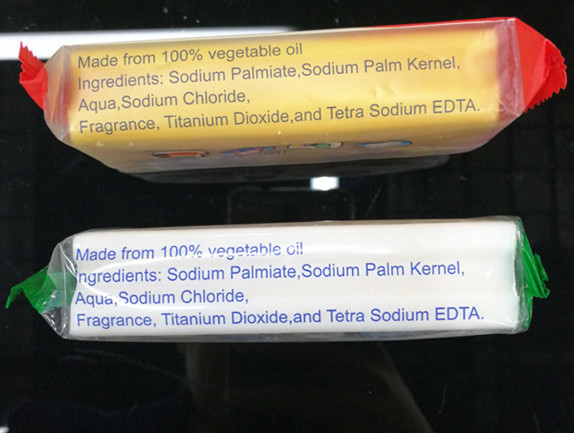 Made from 100% vegetable oil
Ingredients: Sodium Palmiate,Sodium Palm Kernel,
Aqua,Sodium Chloride,
Fragrance, Titanium Dioxide,and Tetra Sodium EDTA.
Made from 100% vegetable oil
Ingredients: Sodium Palmiate,Sodium Palm Kernel,
Aqua,Sodium Chloride,
Fragrance, Titanium Dioxide,and Tetra Sodium EDTA.